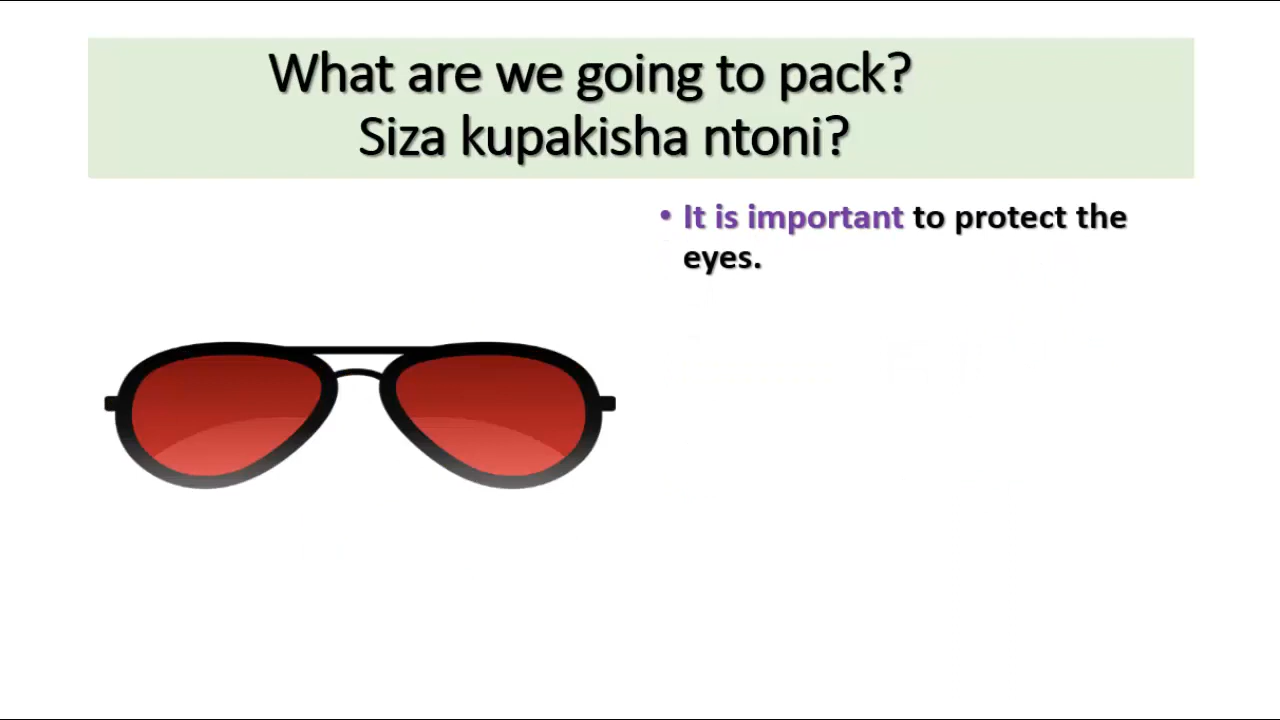 What are we going to pack?
Siza kupakisha ntoni?
• It is important to protect the
eyes.